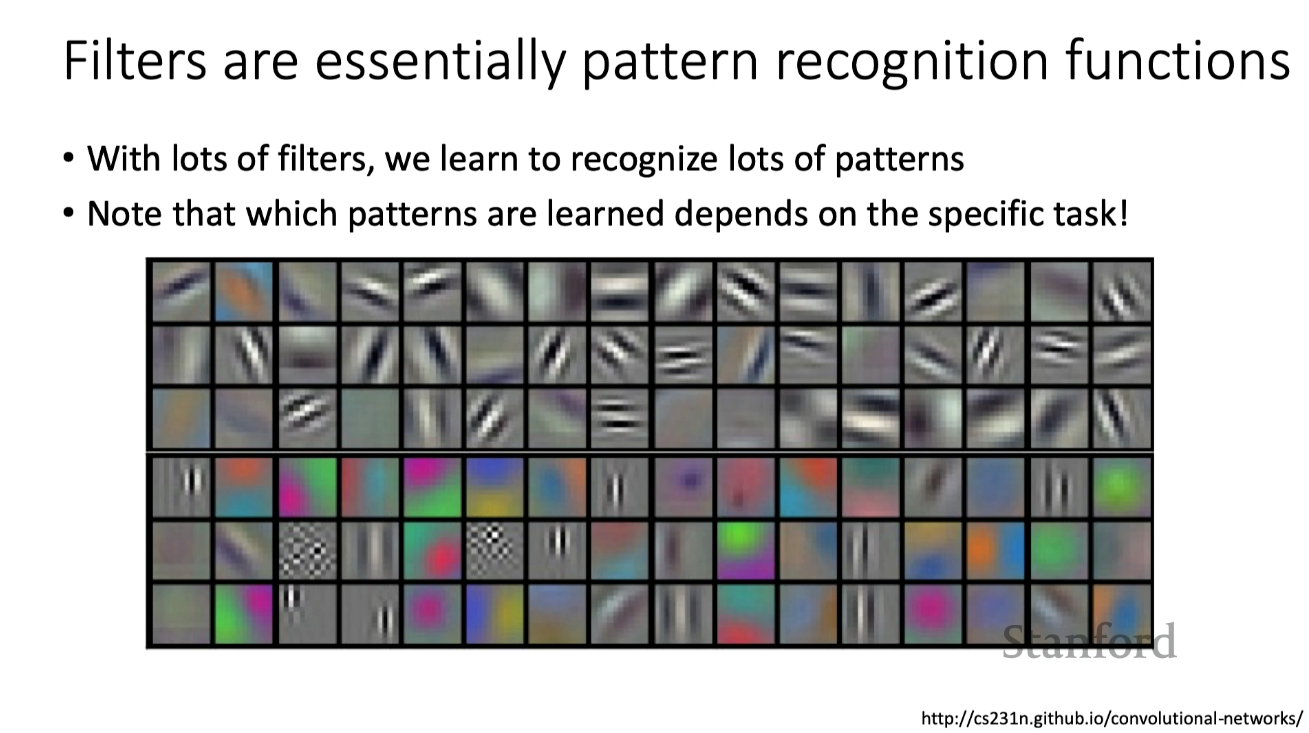 Filters are essentially pattern recognition functions
• With lots of filters, we learn to recognize lots of patterns
• Note that which patterns are learned depends on the specific task!
Stanford
http://cs231n.github.io/convolutional-networks/